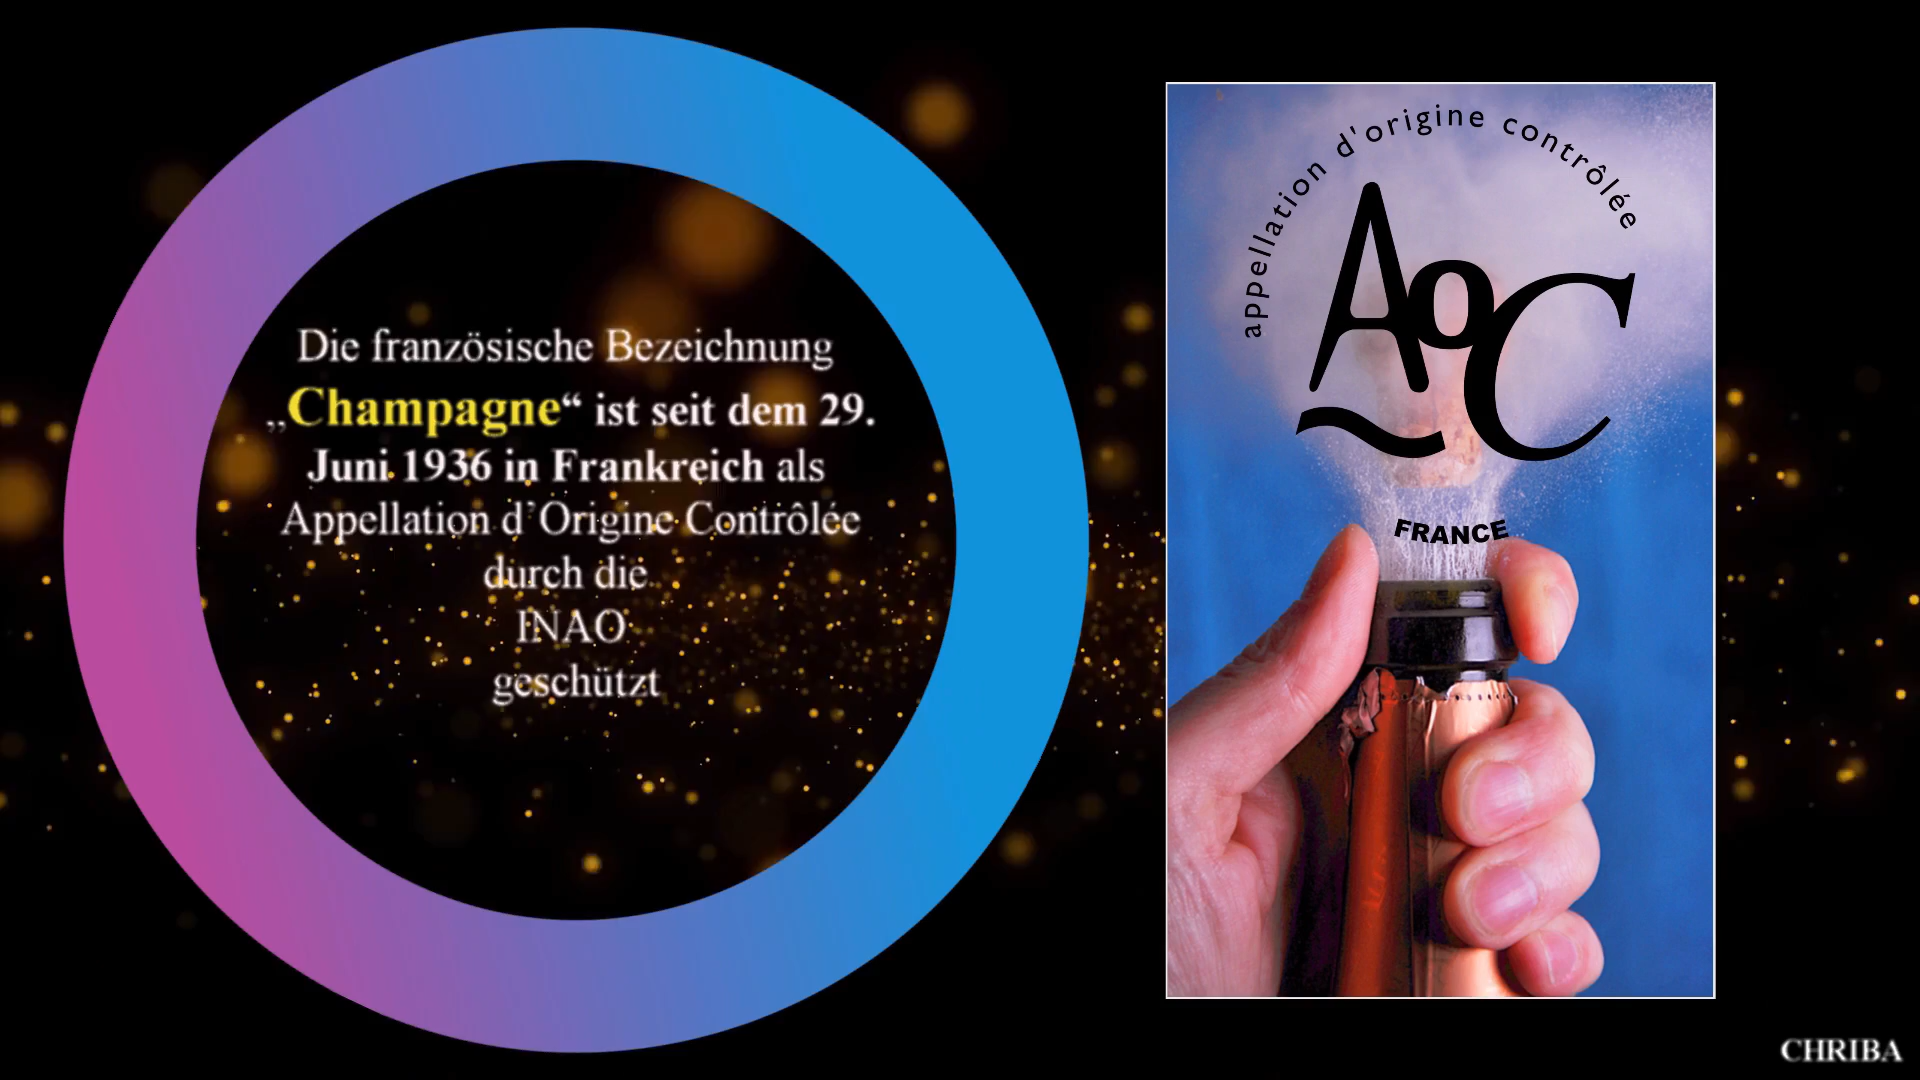 Die französische Bezeichnung
„Champagne“ ist seit dem 29.
Juni 1936 in Frankreich als
Appellation d’Origine Contrôlée
durch die
INAO
geschützt
appellation d'origine contrôlée
AOC
FRANCE
CHRIBA